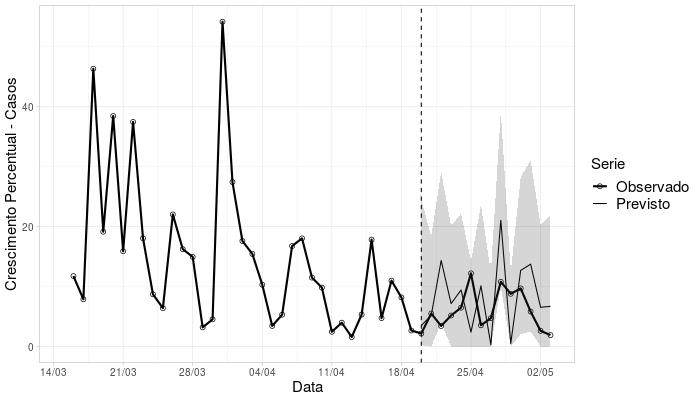 Crescimento Percentual - Casos
40
20
0
14/03
21/03
28/03
04/04
11/04
18/04
25/04
02/05
Data
Serie
Observado
Previsto